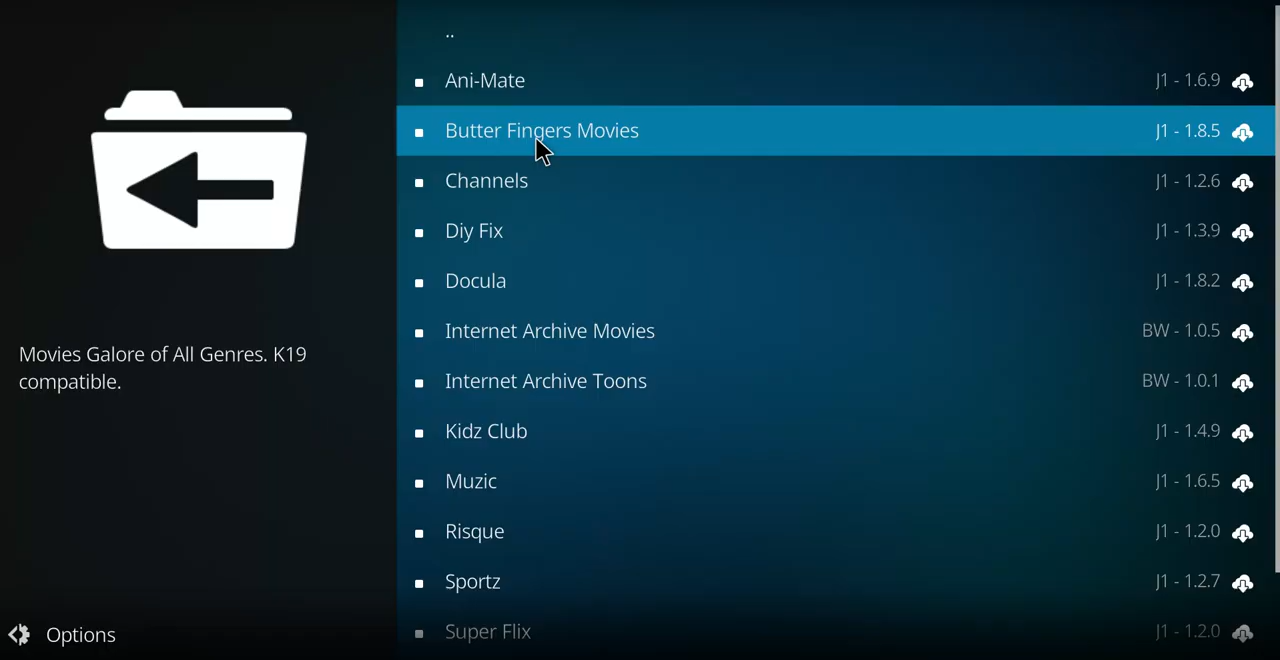 ..
Ani-Mate J1 - 1.6.9
Butter Fingers Movies J1 - 1.8.5
Channels J1 - 1.2.6
Diy Fix J1 - 1.3.9
Docula J1 - 1.8.2
Internet Archive Movies BW - 1.0.5
Internet Archive Toons BW - 1.0.1
Kidz Club J1 - 1.4.9
Muzic J1 - 1.6.5
Risque J1 - 1.2.0
Sportz J1 - 1.2.7
Super Flix J1 - 1.2.0
Movies Galore of All Genres. K19
compatible.
Options